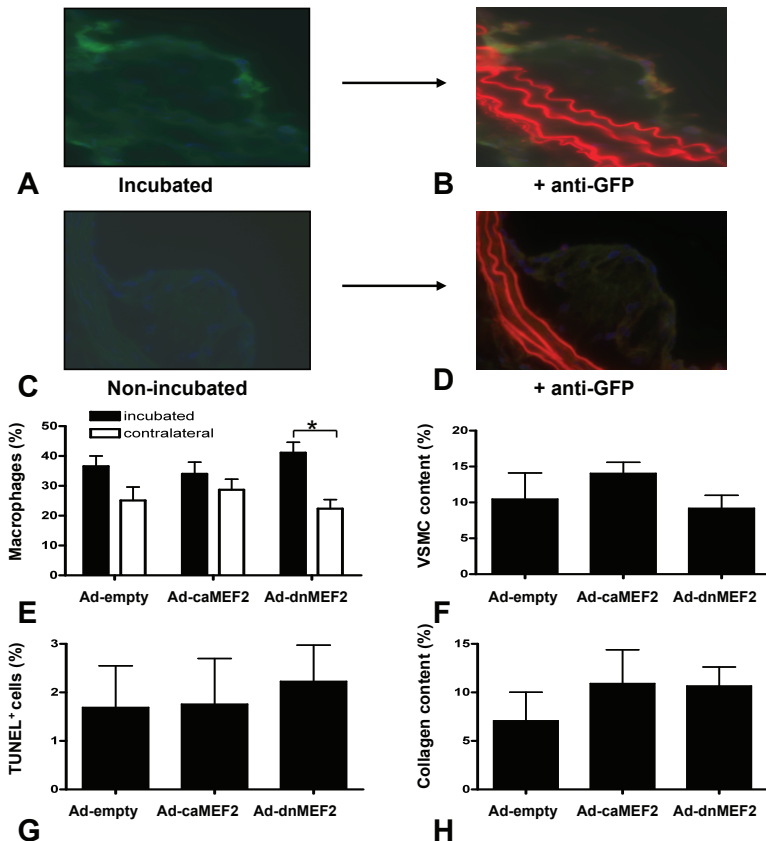 A
Incubated
B
+ anti-GFP
C
Non-incubated
D
+ anti-GFP
incubated
contralateral
*
Macrophages (%)
50
40
30
20
10
0
Ad-empty
Ad-caMEF2
Ad-dnMEF2
E
VSMC content (%)
20
15
10
5
0
Ad-empty
Ad-caMEF2
Ad-dnMEF2
F
TUNEL⁺ cells (%)
3
2
1
0
Ad-empty
Ad-caMEF2
Ad-dnMEF2
G
Collagen content (%)
15
10
5
0
Ad-empty
Ad-caMEF2
Ad-dnMEF2
H